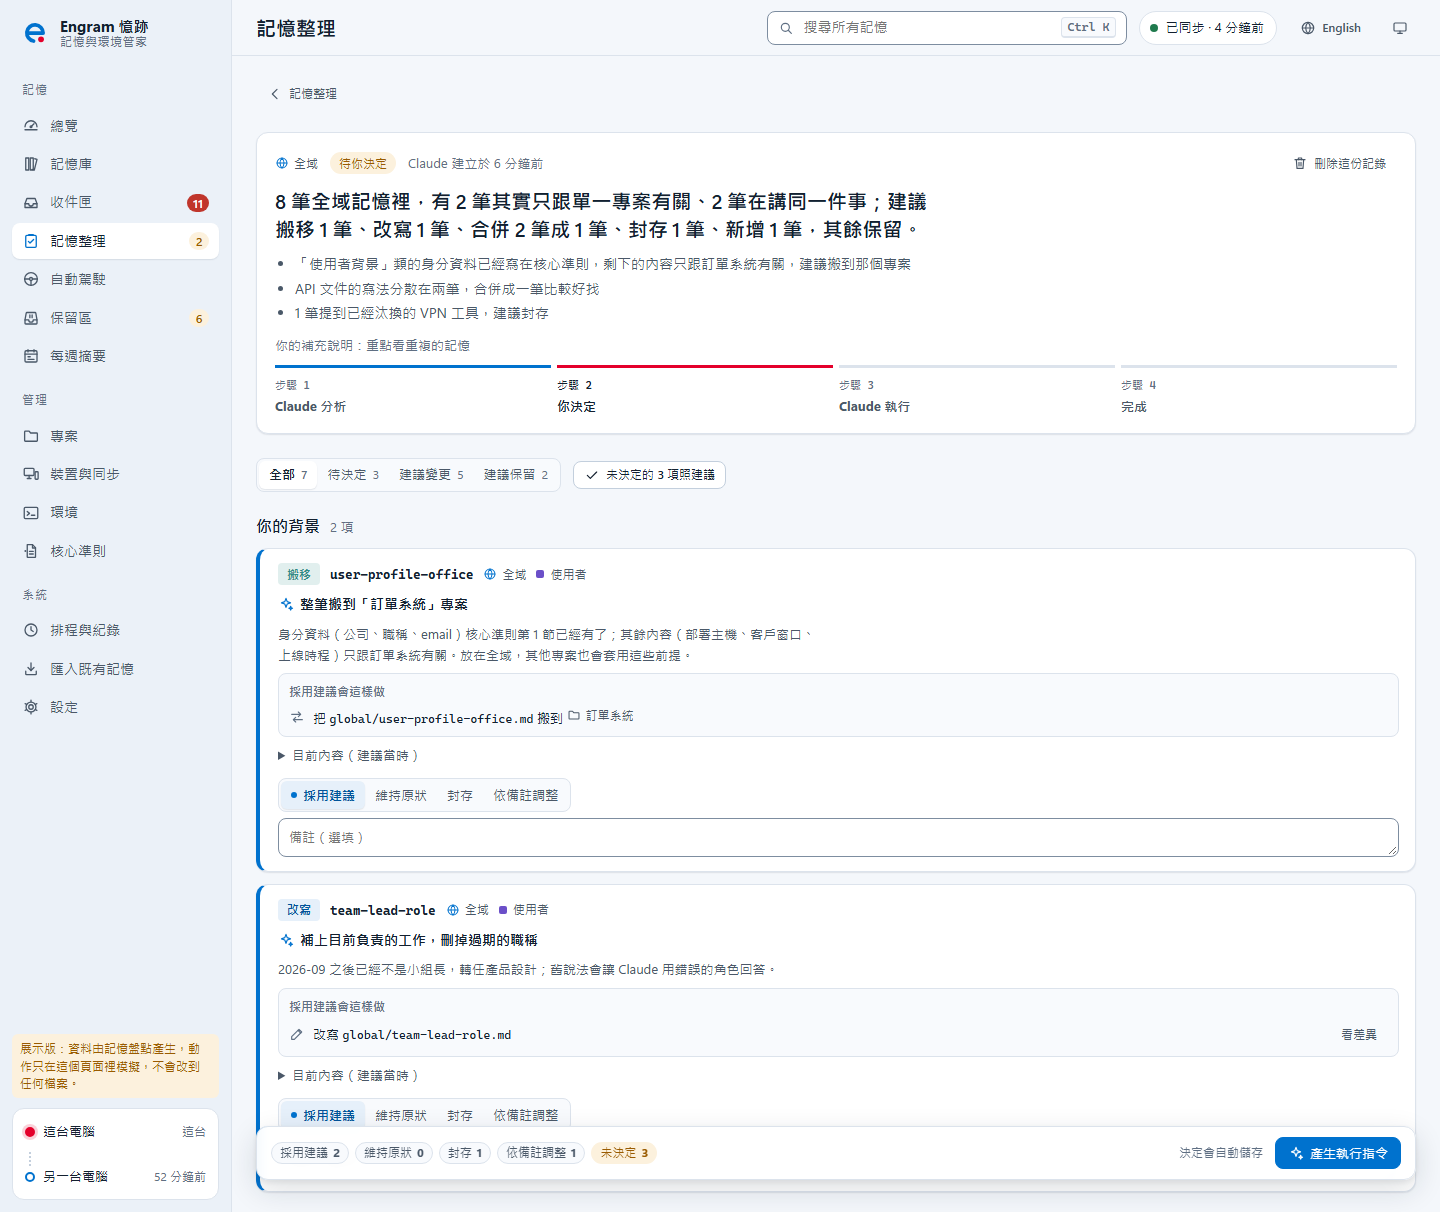 Engram 憶跡
記憶與環境管家
記憶
總覽
記憶庫
收件匣 11
記憶整理 2
自動駕駛
保留區 6
每週摘要
管理
專案
裝置與同步
環境
核心準則
系統
排程與紀錄
匯入既有記憶
設定
展示版：資料由記憶盤點產生，動
作只在這個頁面裡模擬，不會改到
任何檔案。
這台電腦 這台
另一台電腦 52 分鐘前
記憶整理
搜尋所有記憶 Ctrl K
已同步 · 4 分鐘前
English
記憶整理
全域 待你決定 Claude 建立於 6 分鐘前 刪除這份記錄
8 筆全域記憶裡，有 2 筆其實只跟單一專案有關、2 筆在講同一件事；建議
搬移 1 筆、改寫 1 筆、合併 2 筆成 1 筆、封存 1 筆、新增 1 筆，其餘保留。
「使用者背景」類的身分資料已經寫在核心準則，剩下的內容只跟訂單系統有關，建議搬到那個專案
API 文件的寫法分散在兩筆，合併成一筆比較好找
1 筆提到已經汰換的 VPN 工具，建議封存
你的補充說明：重點看重複的記憶
步驟 1 步驟 2 步驟 3 步驟 4
Claude 分析 你決定 Claude 執行 完成
全部 7 待決定 3 建議變更 5 建議保留 2 未決定的 3 項照建議
你的背景 2 項
搬移 user-profile-office 全域 使用者
整筆搬到「訂單系統」專案
身分資料（公司、職稱、email）核心準則第 1 節已經有了；其餘內容（部署主機、客戶窗口、
上線時程）只跟訂單系統有關。放在全域，其他專案也會套用這些前提。
採用建議會這樣做
把 global/user-profile-office.md 搬到 訂單系統
目前內容（建議當時）
採用建議 維持原狀 封存 依備註調整
備註（選填）
改寫 team-lead-role 全域 使用者
補上目前負責的工作，刪掉過期的職稱
2026-09 之後已經不是小組長，轉任產品設計；舊說法會讓 Claude 用錯誤的角色回答。
採用建議會這樣做
改寫 global/team-lead-role.md 看差異
目前內容（建議當時）
採用建議 維持原狀 封存 依備註調整
採用建議 2 維持原狀 0 封存 1 依備註調整 1 未決定 3 決定會自動儲存 產生執行指令